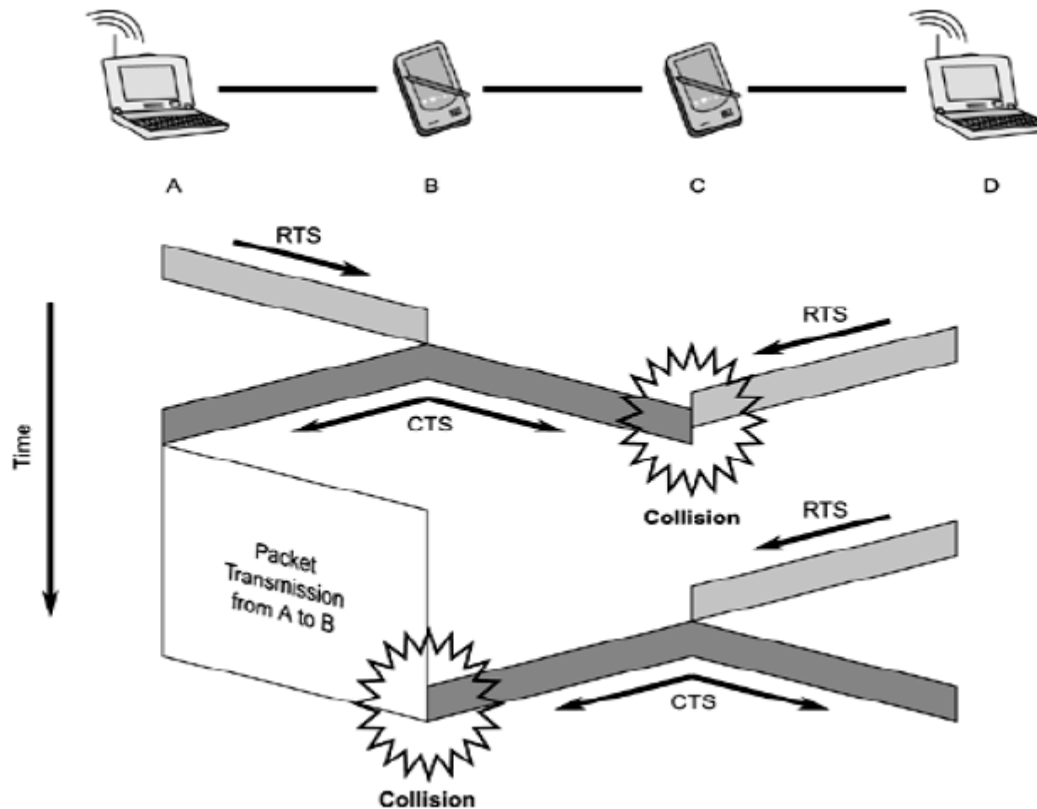 A B C D
RTS
RTS
CTS
Time
Collision
RTS
Packet
Transmission
from A to B
CTS
Collision